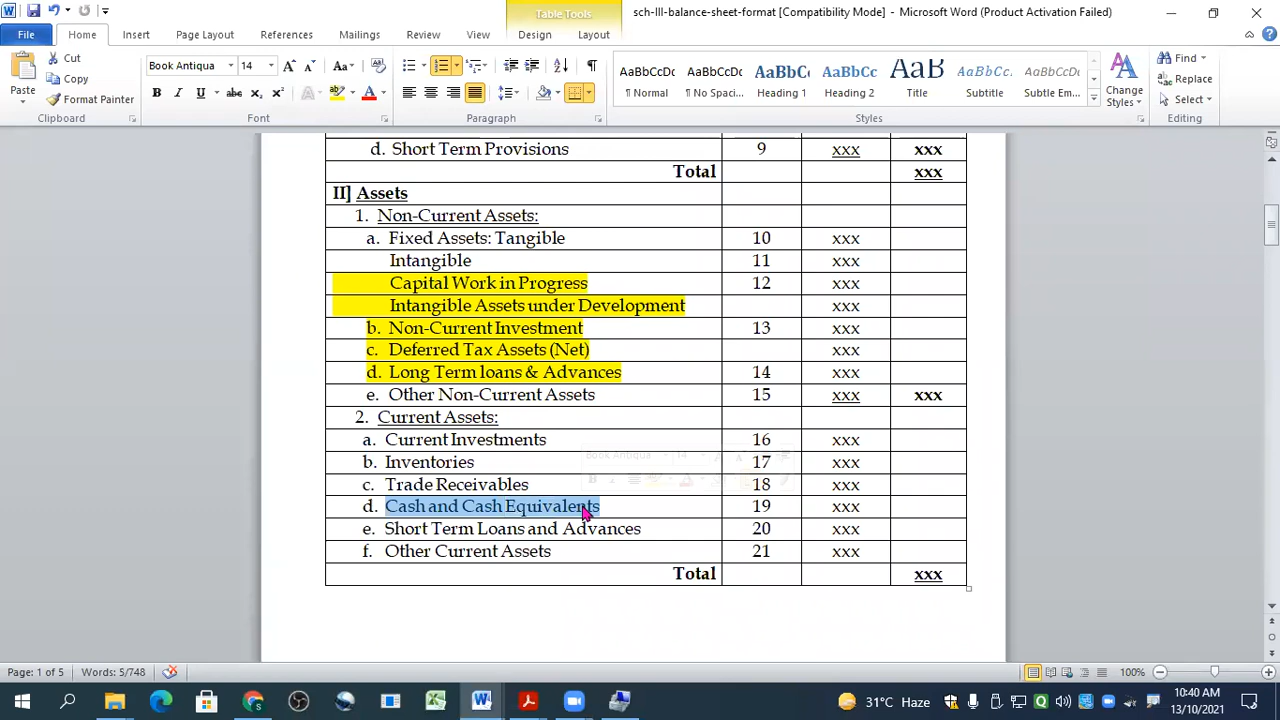 Table Tools
sch-III-balance-sheet-format [Compatibility Mode] - Microsoft Word (Product Activation Failed)
File Home Insert Page Layout References Mailings Review View Design Layout
Paste
Cut
Copy
Format Painter
Clipboard
Book Antiqua 14
Font
Paragraph
AaBbCcDc AaBbCcDc AaBbCc AaBbCc AaB AaBbCcL AaBbCcDc
¶ Normal ¶ No Spaci... Heading 1 Heading 2 Title Subtitle Subtle Em...
Styles
Change Styles
Find
Replace
Select
Editing
d. Short Term Provisions 9 xxx xxx
Total xxx
II] Assets
1. Non-Current Assets:
a. Fixed Assets: Tangible 10 xxx
Intangible 11 xxx
Capital Work in Progress 12 xxx
Intangible Assets under Development xxx
b. Non-Current Investment 13 xxx
c. Deferred Tax Assets (Net) xxx
d. Long Term loans & Advances 14 xxx
e. Other Non-Current Assets 15 xxx xxx
2. Current Assets:
a. Current Investments 16 xxx
Book Antiqua 14
b. Inventories 17 xxx
c. Trade Receivables 18 xxx
d. Cash and Cash Equivalents 19 xxx
e. Short Term Loans and Advances 20 xxx
f. Other Current Assets 21 xxx
Total xxx
Page: 1 of 5 Words: 5/748 100%
31°C Haze
10:40 AM
13/10/2021